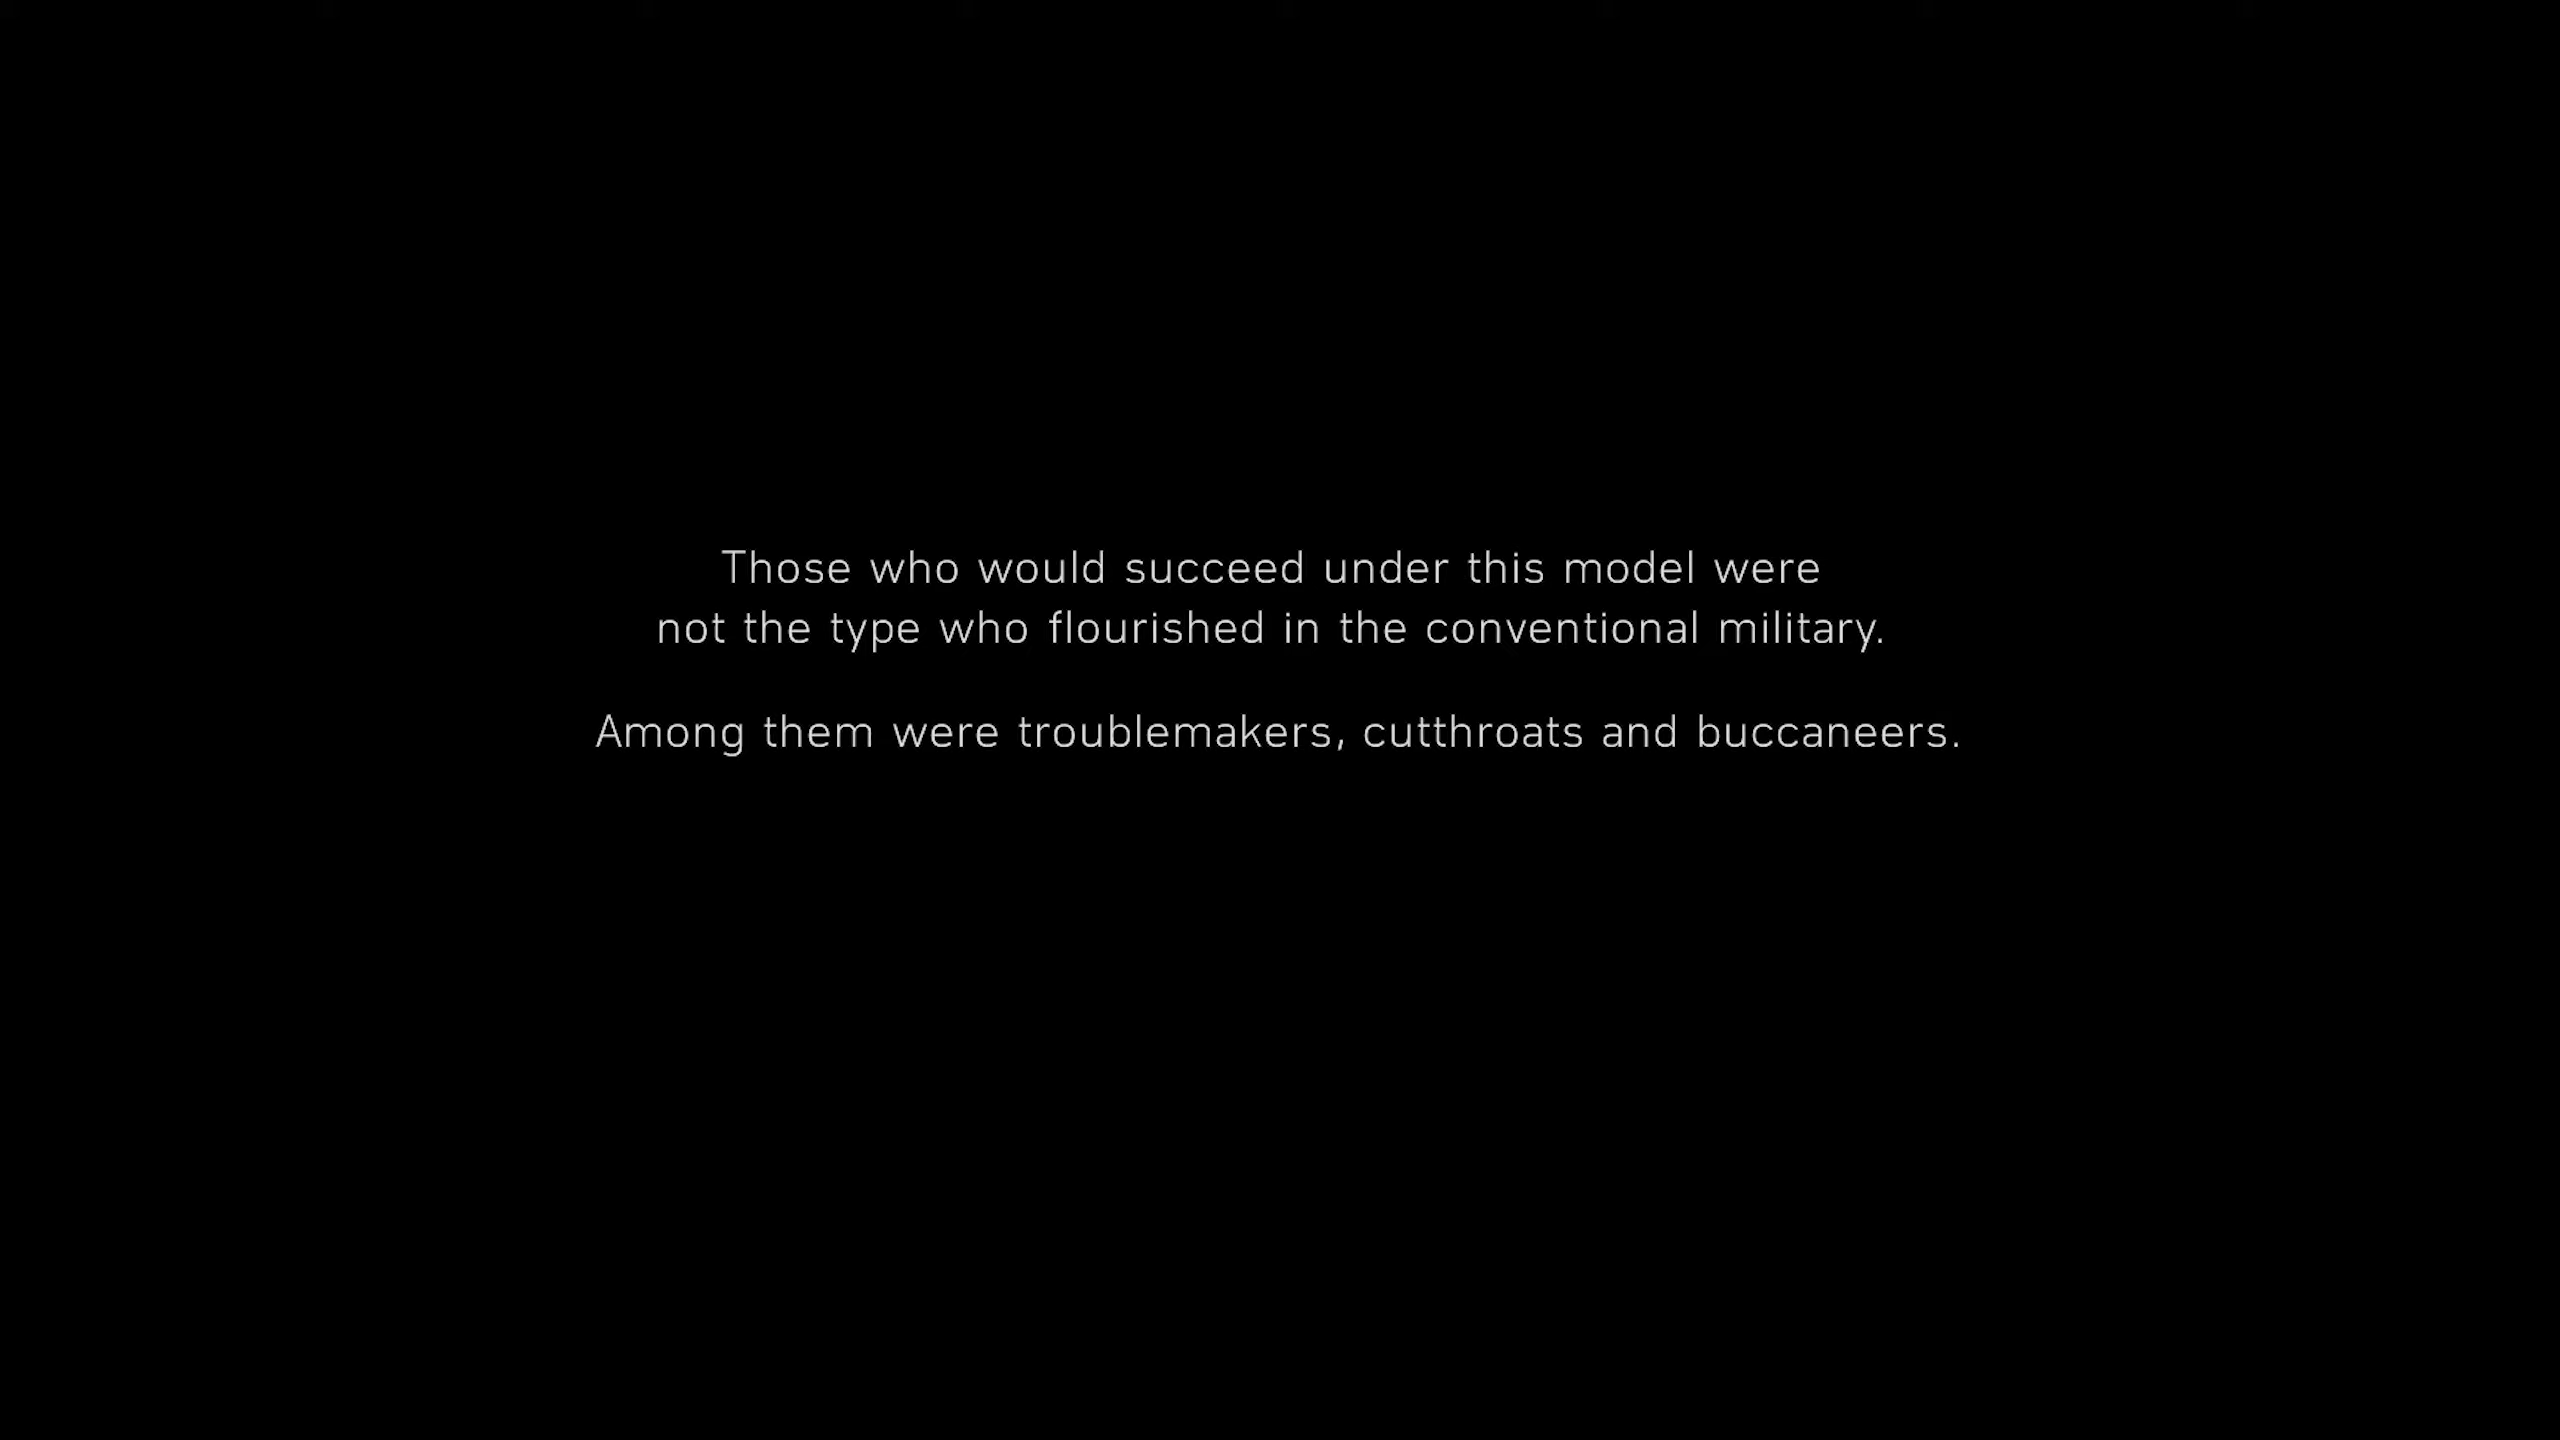 Those who would succeed under this model were
not the type who flourished in the conventional military.
Among them were troublemakers, cutthroats and buccaneers.